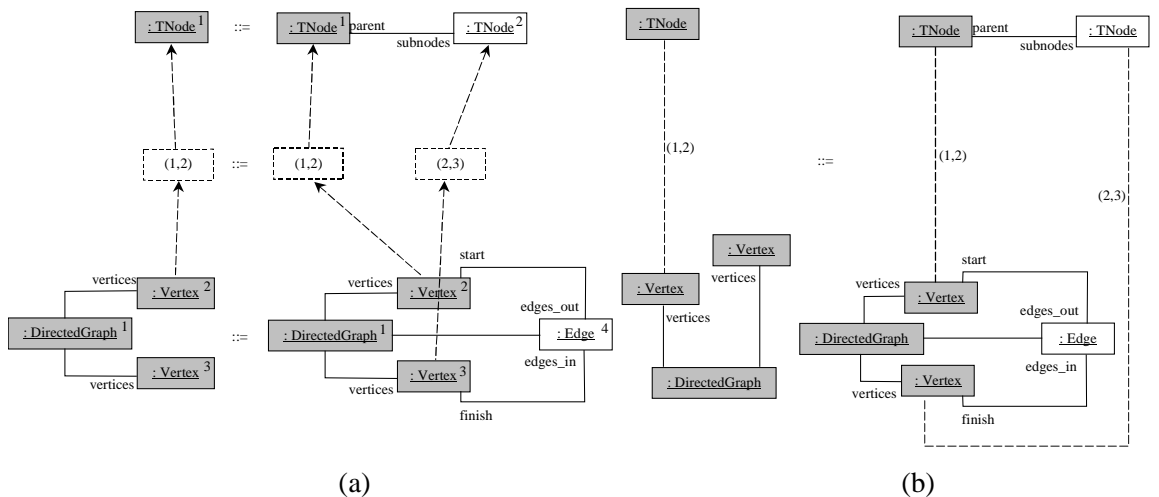 : TNode 1 ::= : TNode 1 parent subnodes : TNode 2
(1,2) ::= (1,2) (2,3)
start
vertices : Vertex 2 vertices : Vertex 2
edges_out
: DirectedGraph 1 ::= : DirectedGraph 1 : Edge 4
edges_in
vertices : Vertex 3 vertices : Vertex 3
finish
(a)
: TNode : TNode parent subnodes : TNode
(1,2) ::= (1,2)
(2,3)
: Vertex
vertices
start
: Vertex
vertices
vertices : Vertex
edges_out
: DirectedGraph : Edge
edges_in
: DirectedGraph
vertices : Vertex
finish
(b)